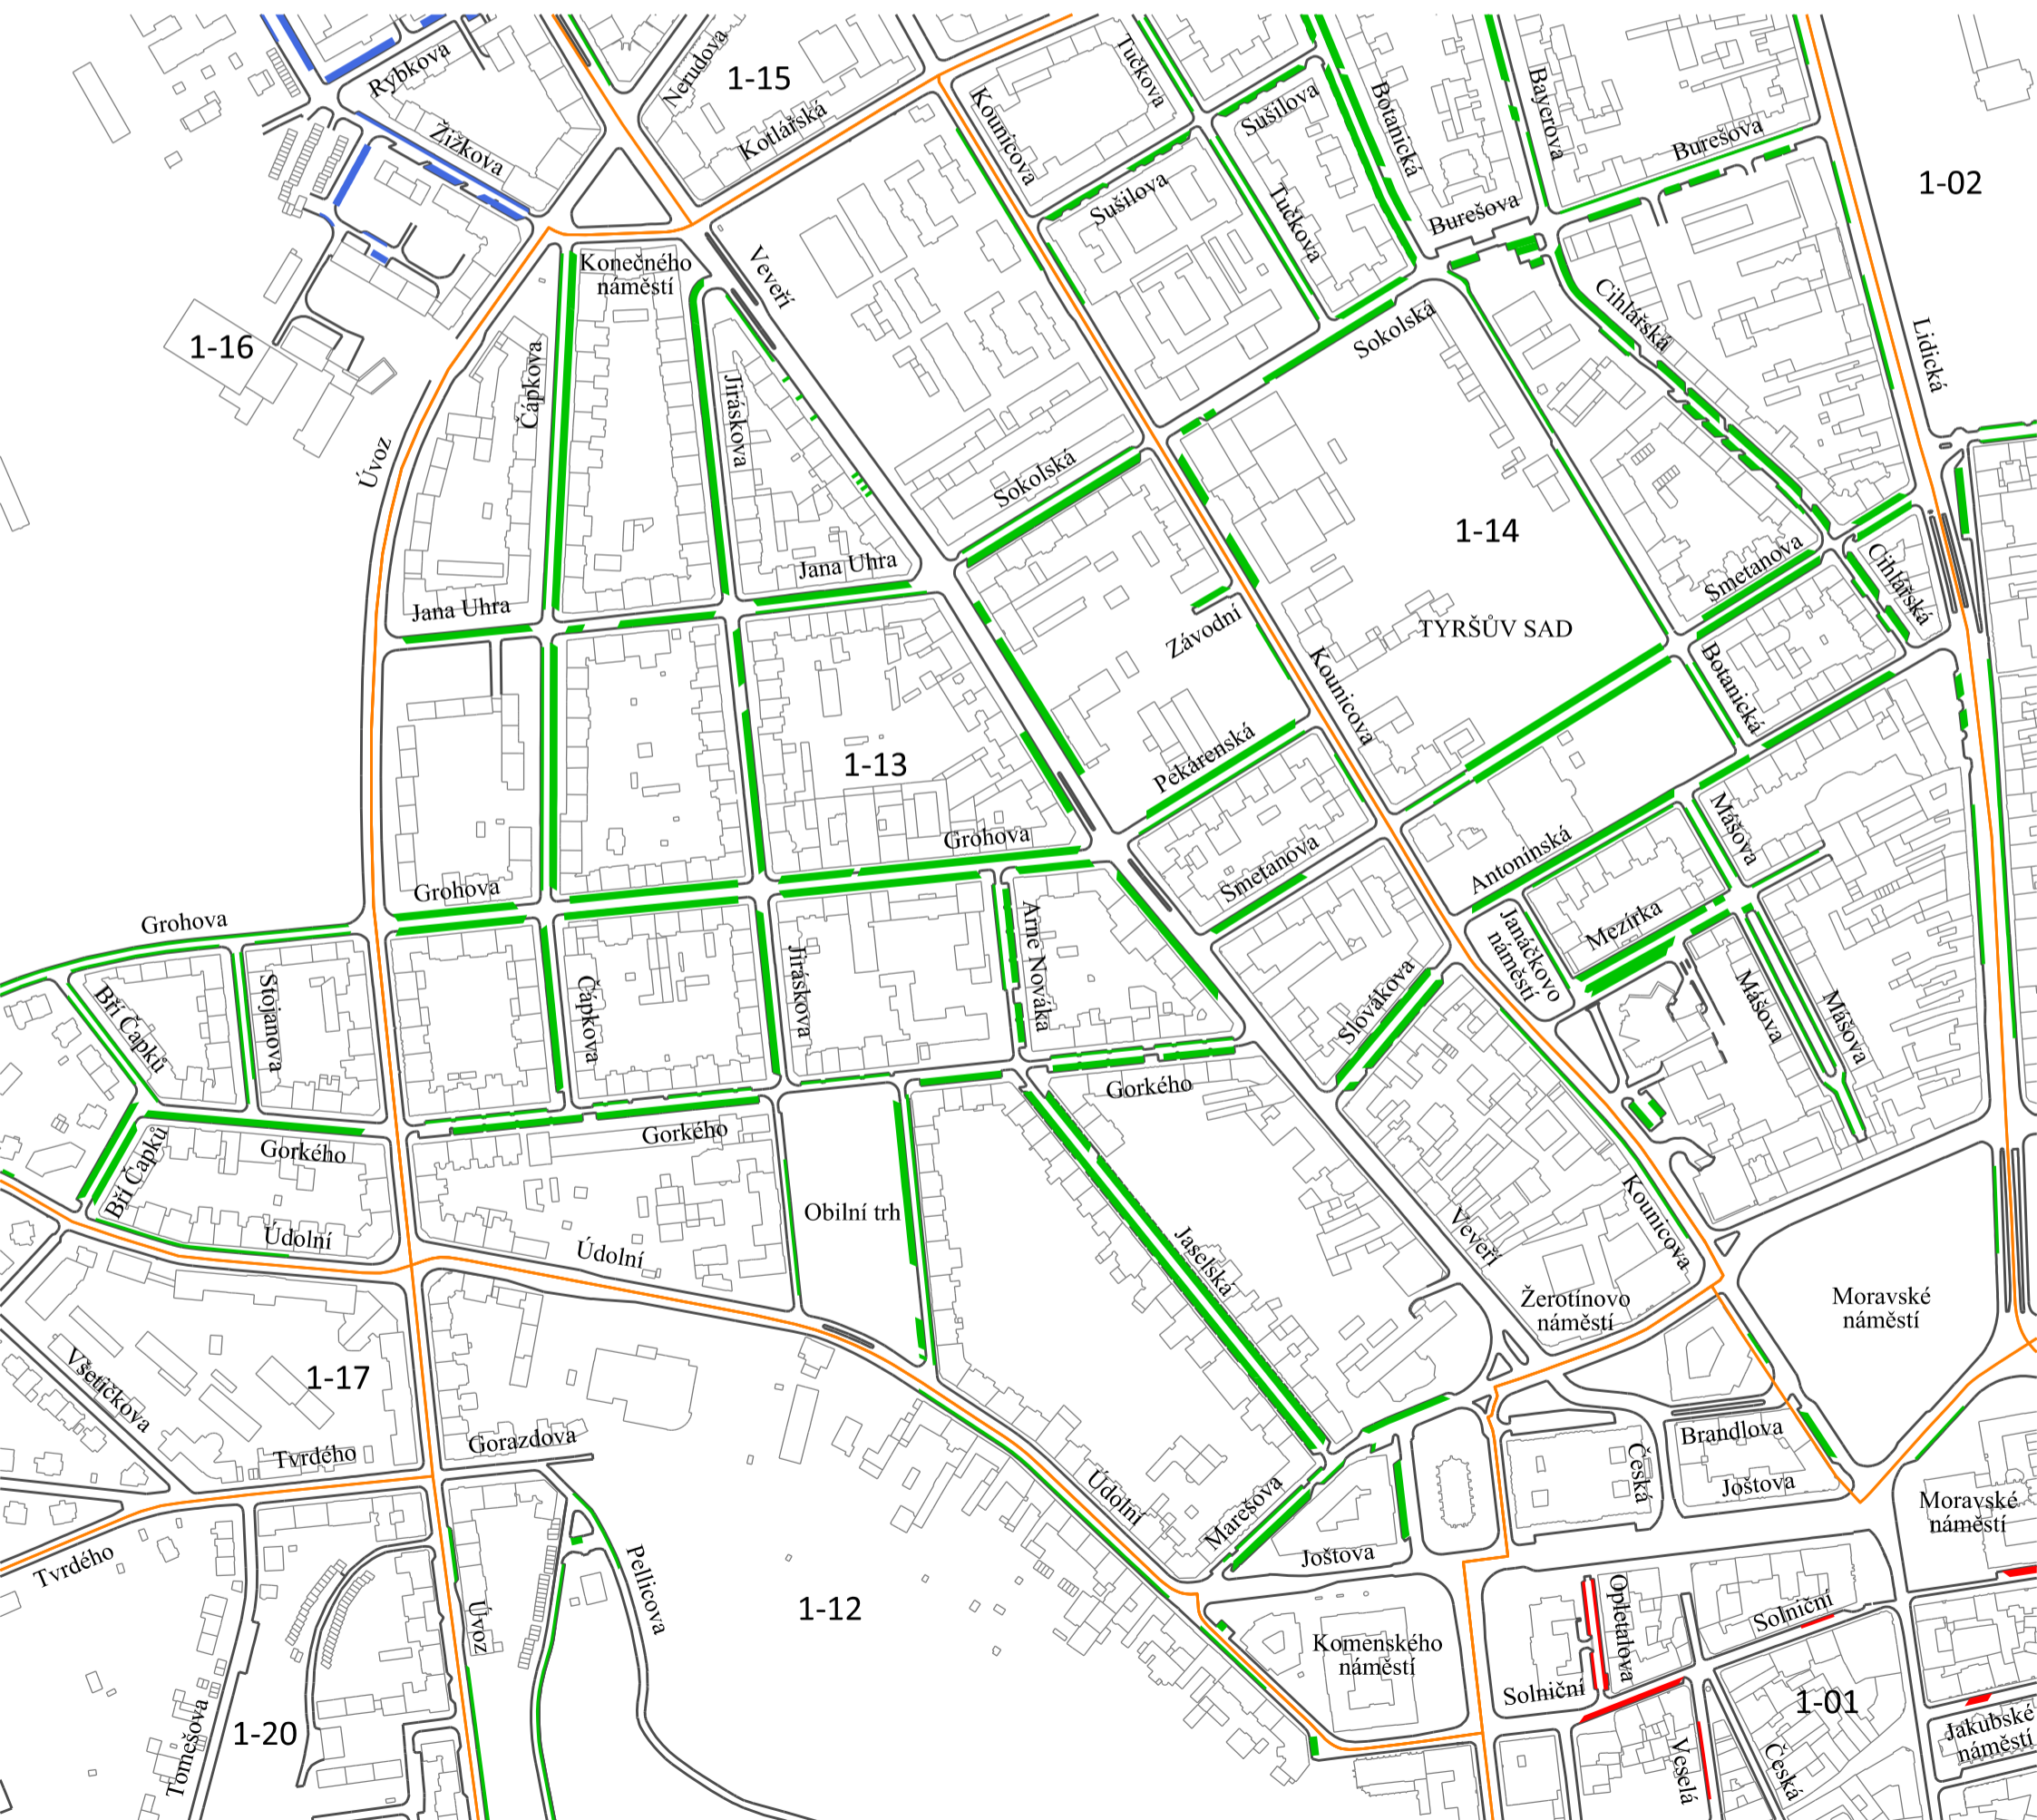 Rybkova
Nerudova
1-15
Tučkova
Kounicova
Sušilova
Botanická
Bayerova
Burešova
Kotlářská
Žižkova
Sušilova
Tučkova
Burešova
1-02
Konečného
náměstí
Veveří
Cihlářská
Sokolská
Lidická
1-16
Čápkova
Jiráskova
Úvoz
Sokolská
1-14
Jana Uhra
Jana Uhra
Smetanova
Cihlářská
Závodní
TYRŠŮV SAD
Kounicova
Botanická
1-13
Pekárenská
Mášova
Grohova
Smetanova
Antonínská
Grohova
Grohova
Arne Nováka
Mezírka
Janáčkovo
náměstí
Bří Čapků
Stojanova
Čápkova
Jiráskova
Slovákova
Mášova
Mášova
Gorkého
Gorkého
Gorkého
Bří Čapků
Údolní
Údolní
Obilní trh
Jaselská
Veveří
Kounicova
Žerotínovo
náměstí
Moravské
náměstí
Všetičkova
1-17
Tvrdého
Gorazdova
Údolní
Marešova
Joštova
Česká
Brandlova
Joštova
Moravské
náměstí
Tvrdého
Úvoz
Pellicova
1-12
Komenského
náměstí
Opletalova
Solniční
Solniční
1-01
Tomešova
1-20
Veselá
Česká
Jakubské
náměstí